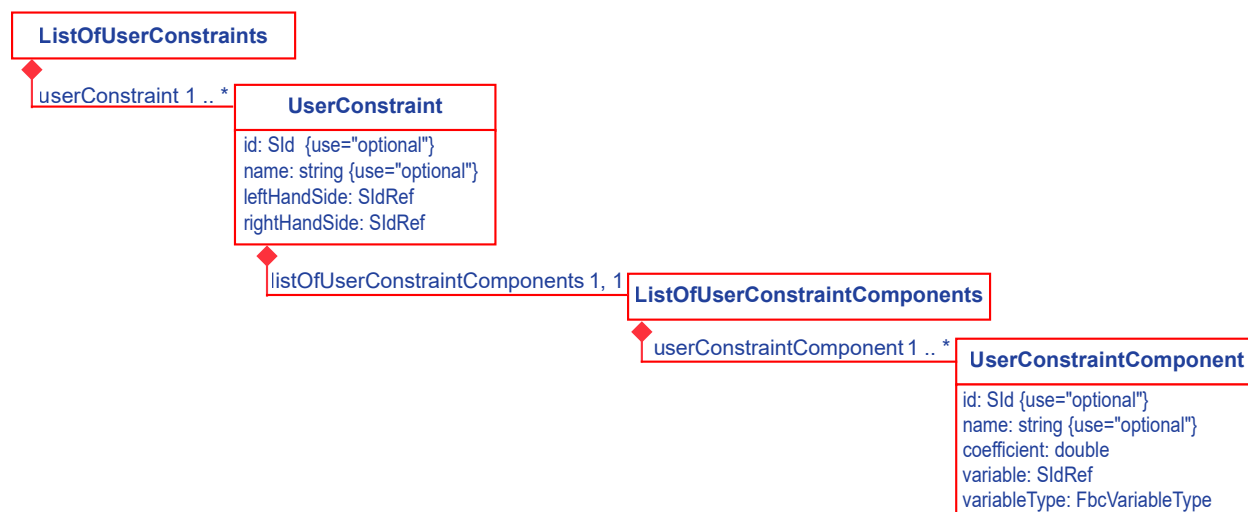 ListOfUserConstraints
userConstraint 1 .. *
UserConstraint
id: SId {use="optional"}
name: string {use="optional"}
leftHandSide: SIdRef
rightHandSide: SIdRef
listOfUserConstraintComponents 1, 1
ListOfUserConstraintComponents
userConstraintComponent 1 .. *
UserConstraintComponent
id: SId {use="optional"}
name: string {use="optional"}
coefficient: double
variable: SIdRef
variableType: FbcVariableType